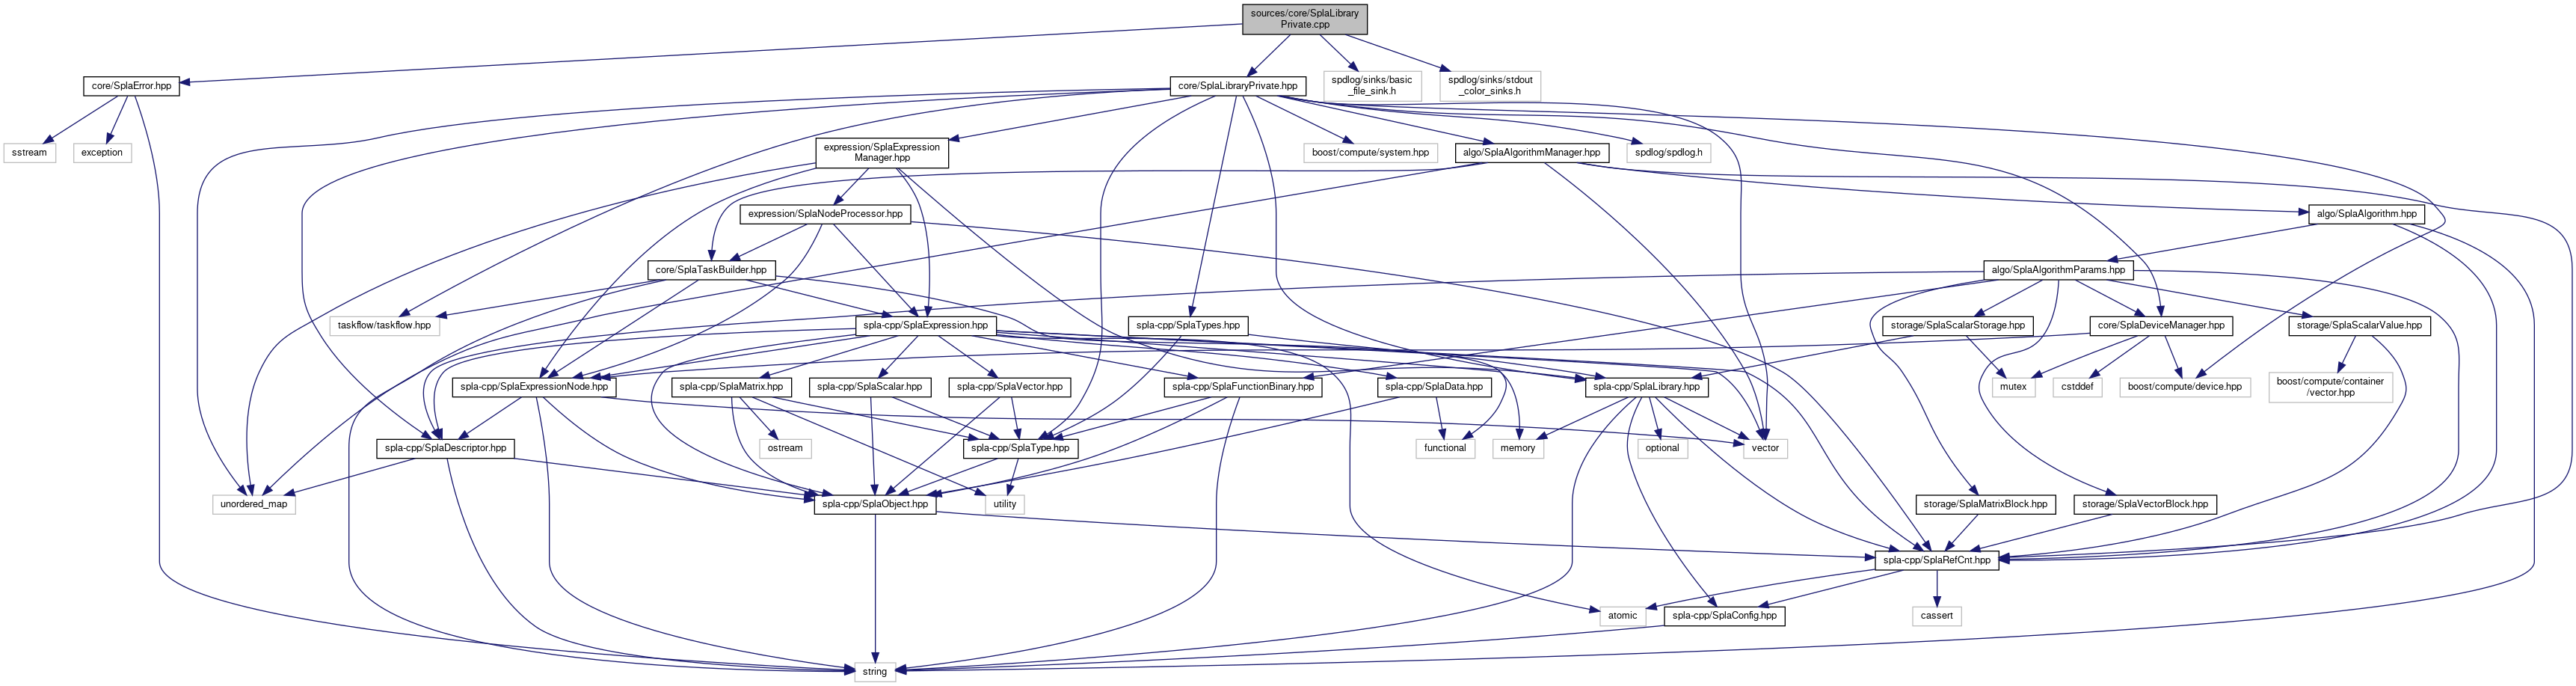 sources/core/SplaLibrary
Private.cpp
core/SplaError.hpp
core/SplaLibraryPrivate.hpp
spdlog/sinks/basic
_file_sink.h
spdlog/sinks/stdout
_color_sinks.h
sstream
exception
expression/SplaExpression
Manager.hpp
boost/compute/system.hpp
algo/SplaAlgorithmManager.hpp
spdlog/spdlog.h
expression/SplaNodeProcessor.hpp
algo/SplaAlgorithm.hpp
core/SplaTaskBuilder.hpp
algo/SplaAlgorithmParams.hpp
taskflow/taskflow.hpp
spla-cpp/SplaExpression.hpp
spla-cpp/SplaTypes.hpp
storage/SplaScalarStorage.hpp
core/SplaDeviceManager.hpp
storage/SplaScalarValue.hpp
spla-cpp/SplaExpressionNode.hpp
spla-cpp/SplaMatrix.hpp
spla-cpp/SplaScalar.hpp
spla-cpp/SplaVector.hpp
spla-cpp/SplaFunctionBinary.hpp
spla-cpp/SplaData.hpp
spla-cpp/SplaLibrary.hpp
mutex
cstddef
boost/compute/device.hpp
boost/compute/container
/vector.hpp
spla-cpp/SplaDescriptor.hpp
ostream
spla-cpp/SplaType.hpp
functional
memory
optional
vector
unordered_map
spla-cpp/SplaObject.hpp
utility
storage/SplaMatrixBlock.hpp
storage/SplaVectorBlock.hpp
spla-cpp/SplaRefCnt.hpp
atomic
spla-cpp/SplaConfig.hpp
cassert
string